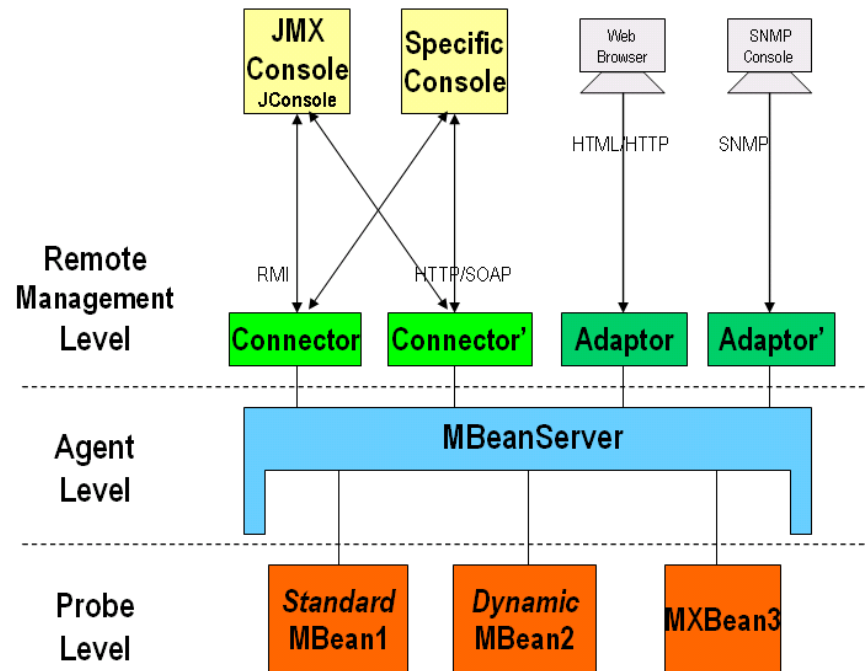 JMX
Console
JConsole
Specific
Console
Web
Browser
SNMP
Console
HTML/HTTP
SNMP
Remote
Management
Level
RMI
HTTP/SOAP
Connector
Connector'
Adaptor
Adaptor'
Agent
Level
MBeanServer
Probe
Level
Standard
MBean1
Dynamic
MBean2
MXBean3